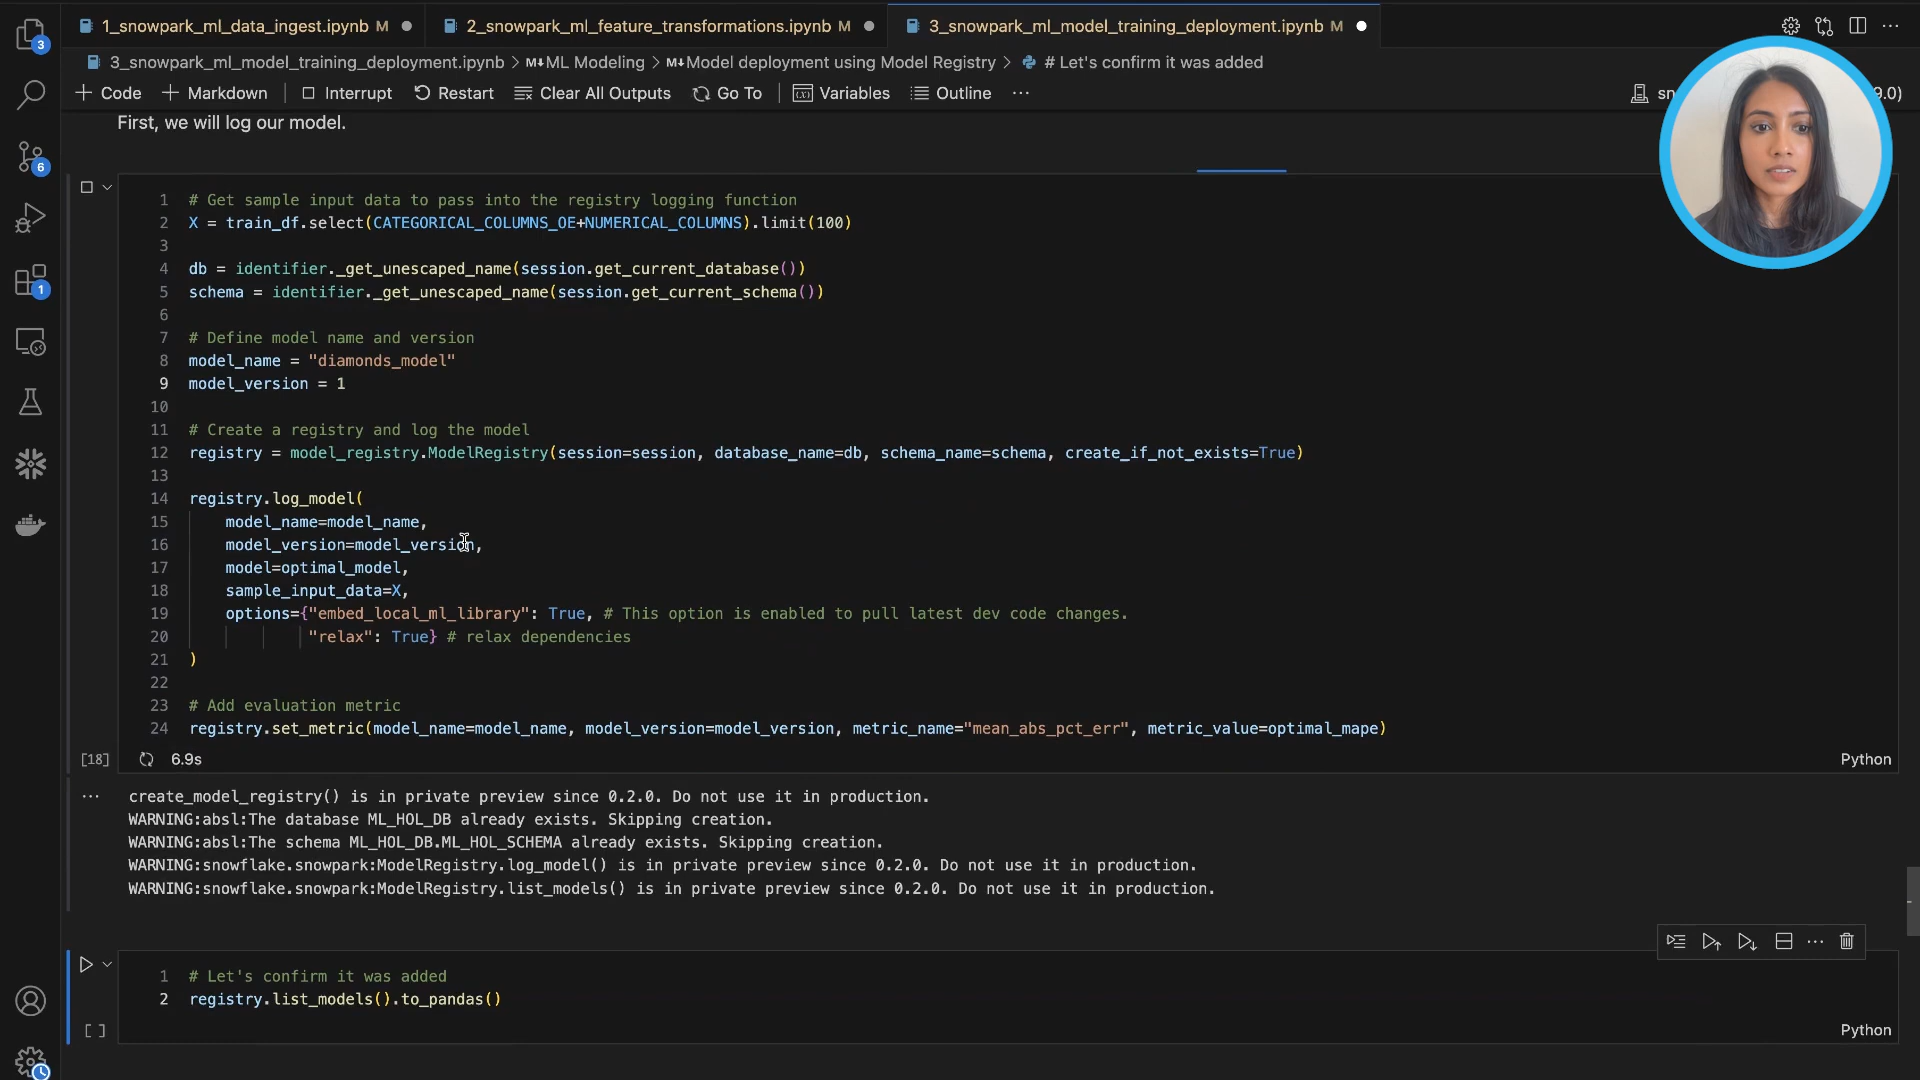 1_snowpark_ml_data_ingest.ipynb M
2_snowpark_ml_feature_transformations.ipynb M
3_snowpark_ml_model_training_deployment.ipynb M
3_snowpark_ml_model_training_deployment.ipynb > M↓ML Modeling > M↓Model deployment using Model Registry > # Let's confirm it was added
+ Code + Markdown Interrupt Restart Clear All Outputs Go To Variables Outline ...
sn
9.0)
3
6
1
First, we will log our model.
1 # Get sample input data to pass into the registry logging function
2 X = train_df.select(CATEGORICAL_COLUMNS_OE+NUMERICAL_COLUMNS).limit(100)
3
4 db = identifier._get_unescaped_name(session.get_current_database())
5 schema = identifier._get_unescaped_name(session.get_current_schema())
6
7 # Define model name and version
8 model_name = "diamonds_model"
9 model_version = 1
10
11 # Create a registry and log the model
12 registry = model_registry.ModelRegistry(session=session, database_name=db, schema_name=schema, create_if_not_exists=True)
13
14 registry.log_model(
15 model_name=model_name,
16 model_version=model_version,
17 model=optimal_model,
18 sample_input_data=X,
19 options={"embed_local_ml_library": True, # This option is enabled to pull latest dev code changes.
20 "relax": True} # relax dependencies
21 )
22
23 # Add evaluation metric
24 registry.set_metric(model_name=model_name, model_version=model_version, metric_name="mean_abs_pct_err", metric_value=optimal_mape)
[18] 6.9s Python
... create_model_registry() is in private preview since 0.2.0. Do not use it in production.
WARNING:absl:The database ML_HOL_DB already exists. Skipping creation.
WARNING:absl:The schema ML_HOL_DB.ML_HOL_SCHEMA already exists. Skipping creation.
WARNING:snowflake.snowpark:ModelRegistry.log_model() is in private preview since 0.2.0. Do not use it in production.
WARNING:snowflake.snowpark:ModelRegistry.list_models() is in private preview since 0.2.0. Do not use it in production.
1 # Let's confirm it was added
2 registry.list_models().to_pandas()
[ ] Python